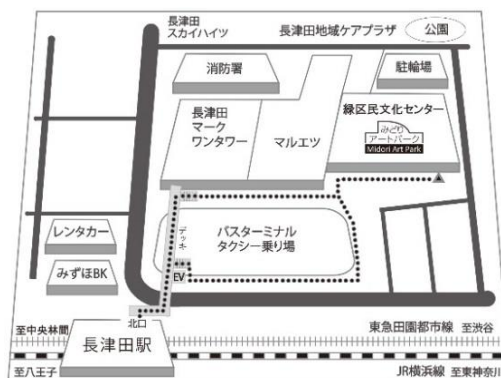 長津田
スカイハイツ
長津田地域ケアプラザ
公園
消防署
駐輪場
長津田
マーク
ワンタワー
マルエツ
緑区民文化センター
みどり
アートパーク
Midori Art Park
レンタカー
デッキ
バスターミナル
タクシー乗り場
みずほBK
EV
北口
至中央林間
東急田園都市線 至渋谷
長津田駅
至八王子
JR横浜線 至東神奈川